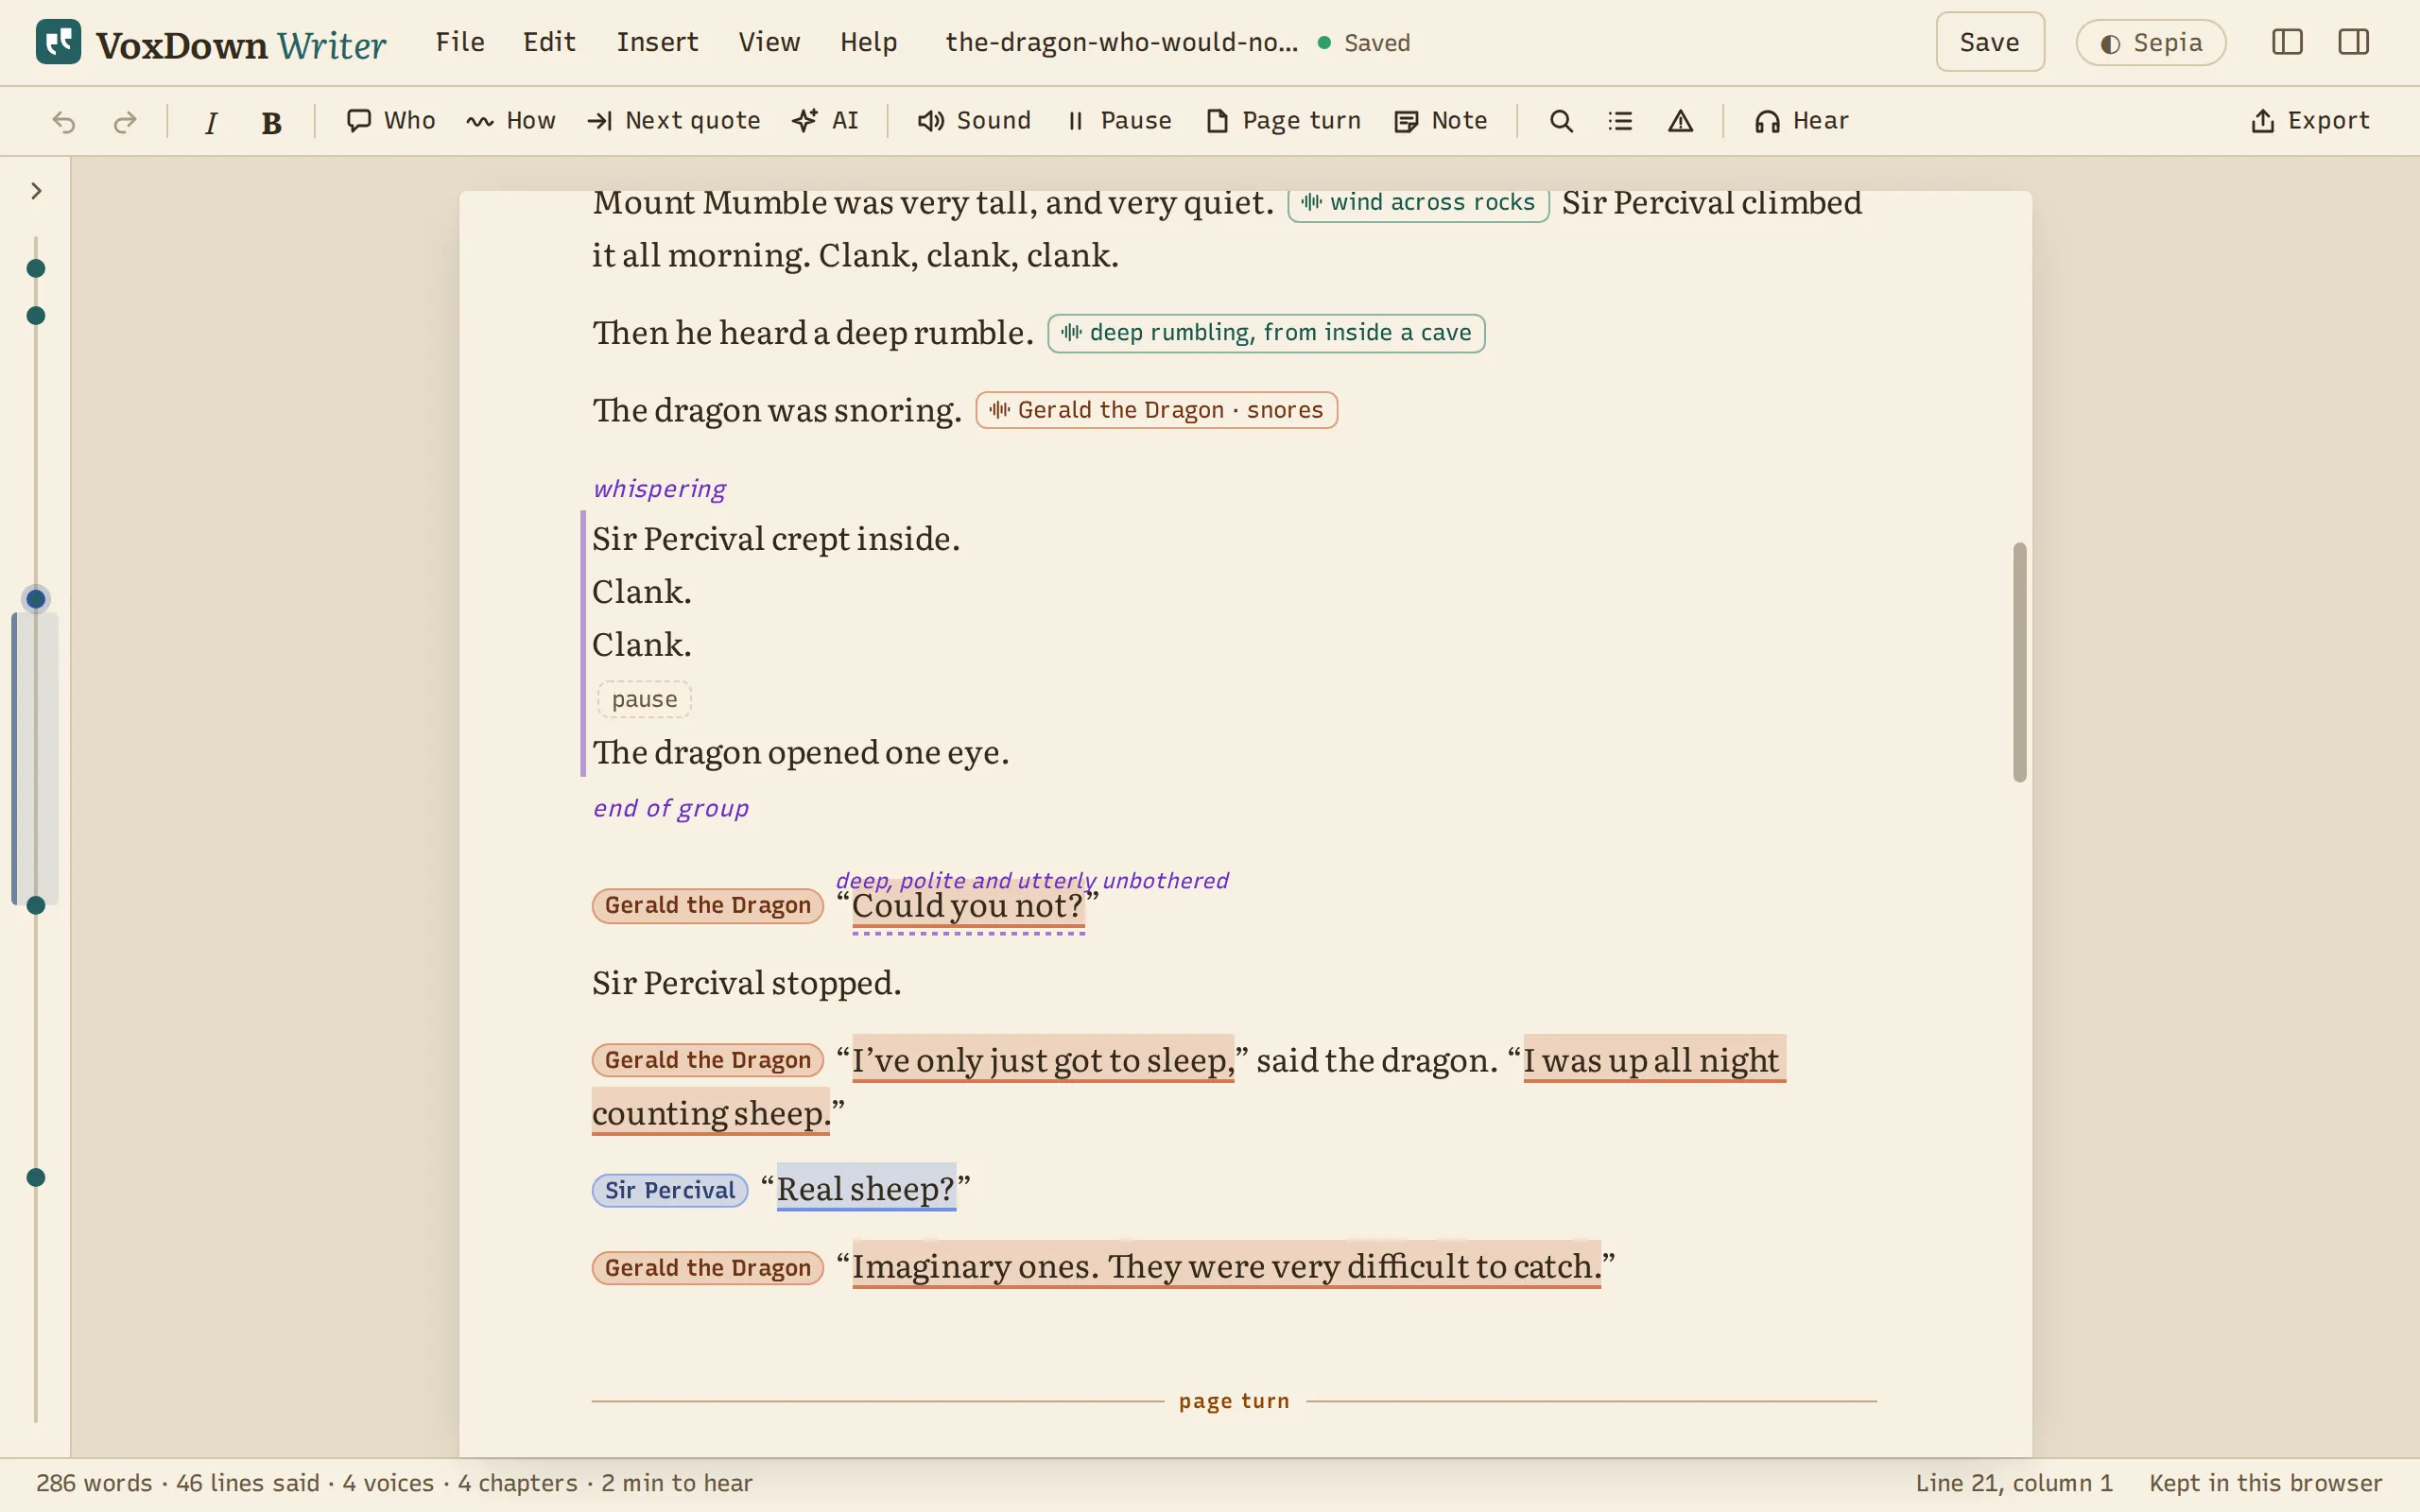 VoxDown Writer File Edit Insert View Help the-dragon-who-would-no... Saved Save Sepia
I B Who How Next quote AI Sound Pause Page turn Note Hear Export
Mount Mumble was very tall, and very quiet. wind across rocks Sir Percival climbed
it all morning. Clank, clank, clank.
Then he heard a deep rumble. deep rumbling, from inside a cave
The dragon was snoring. Gerald the Dragon · snores
whispering
Sir Percival crept inside.
Clank.
Clank.
pause
The dragon opened one eye.
end of group
deep, polite and utterly unbothered
Gerald the Dragon “Could you not?”
Sir Percival stopped.
Gerald the Dragon “I’ve only just got to sleep,” said the dragon. “I was up all night
counting sheep.”
Sir Percival “Real sheep?”
Gerald the Dragon “Imaginary ones. They were very difficult to catch.”
page turn
286 words · 46 lines said · 4 voices · 4 chapters · 2 min to hear Line 21, column 1 Kept in this browser